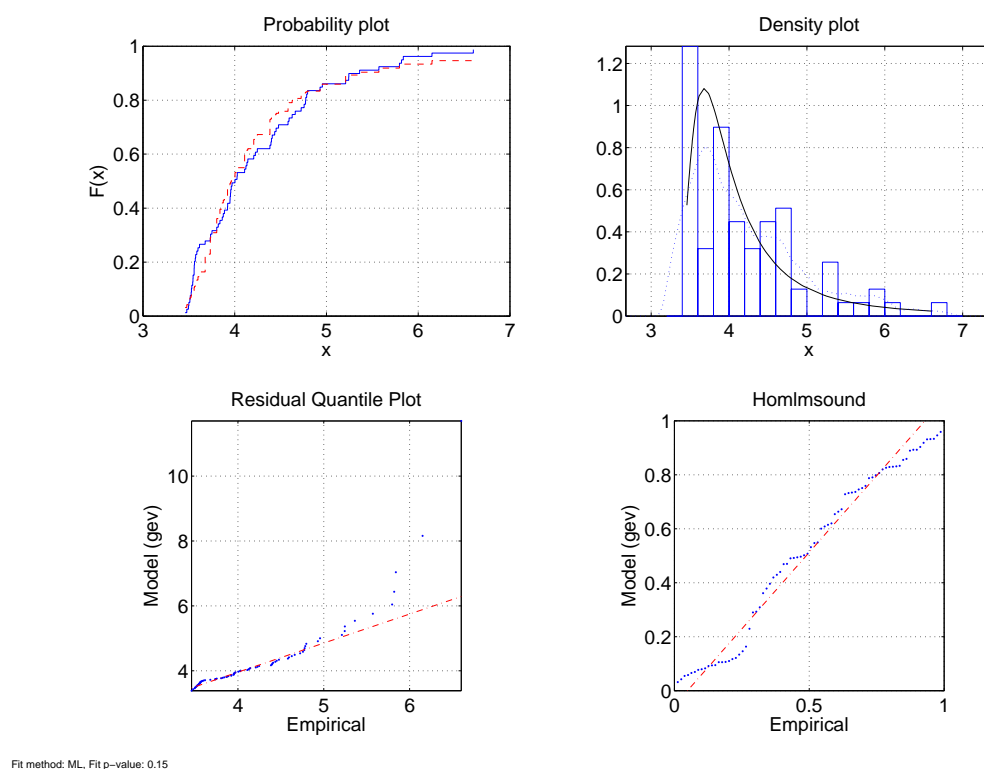 Probability plot
1
0.8
0.6
0.4
0.2
0
F(x)
3 4 5 6 7
x
Density plot
1.2
1
0.8
0.6
0.4
0.2
0
3 4 5 6 7
x
Residual Quantile Plot
10
8
6
4
Model (gev)
4 5 6
Empirical
Homlmsound
1
0.8
0.6
0.4
0.2
0
Model (gev)
0 0.5 1
Empirical
Fit method: ML, Fit p−value: 0.15